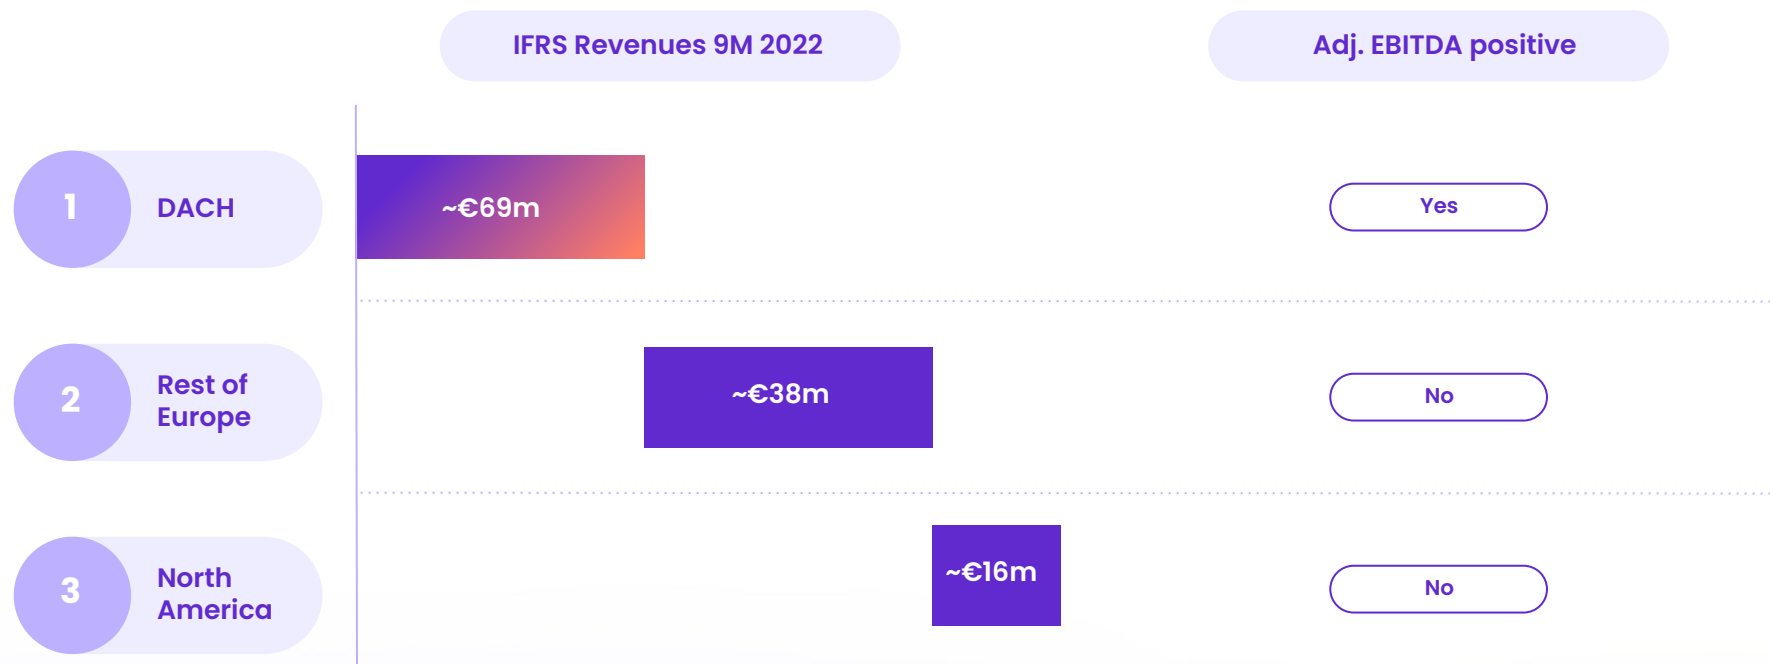 IFRS Revenues 9M 2022
Adj. EBITDA positive
1
DACH
~€69m
Yes
2
Rest of
Europe
~€38m
No
3
North
America
~€16m
No